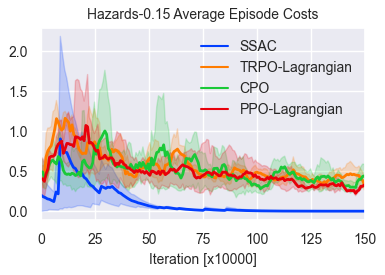 Hazards-0.15 Average Episode Costs
2.0
1.5
1.0
0.5
0.0
SSAC
TRPO-Lagrangian
CPO
PPO-Lagrangian
0 25 50 75 100 125 150
Iteration [x10000]